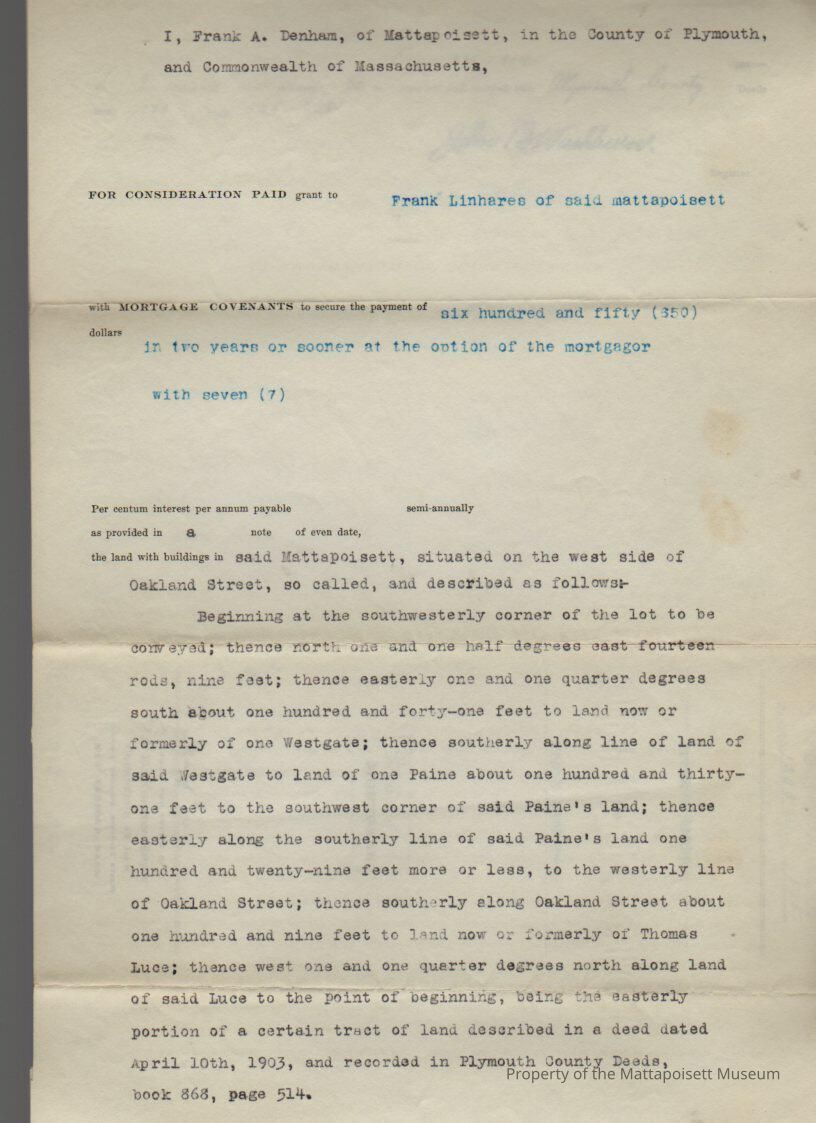 I, Frank A. Denham, of Mattapoisett, in the County of Plymouth,
and Commonwealth of Massachusetts,
FOR CONSIDERATION PAID grant to Frank Linhares of said mattapoisett
with MORTGAGE COVENANTS to secure the payment of six hundred and fifty (650)
dollars
in two years or sooner at the option of the mortgagor
with seven (7)
Per centum interest per annum payable semi-annually
as provided in a note of even date,
the land with buildings in said Mattapoisett, situated on the west side of
Oakland Street, so called, and described as follows:-
Beginning at the southwesterly corner of the lot to be
conveyed; thence north one and one half degrees east fourteen
rods, nine feet; thence easterly one and one quarter degrees
south about one hundred and forty-one feet to land now or
formerly of one Westgate; thence southerly along line of land of
said Westgate to land of one Paine about one hundred and thirty-
one feet to the southwest corner of said Paine's land; thence
easterly along the southerly line of said Paine's land one
hundred and twenty-nine feet more or less, to the westerly line
of Oakland Street; thence southerly along Oakland Street about
one hundred and nine feet to land now or formerly of Thomas
Luce; thence west one and one quarter degrees north along land
of said Luce to the point of beginning, being the easterly
portion of a certain tract of land described in a deed dated
April 10th, 1903, and recorded in Plymouth County Deeds,
book 868, page 514.
Property of the Mattapoisett Museum